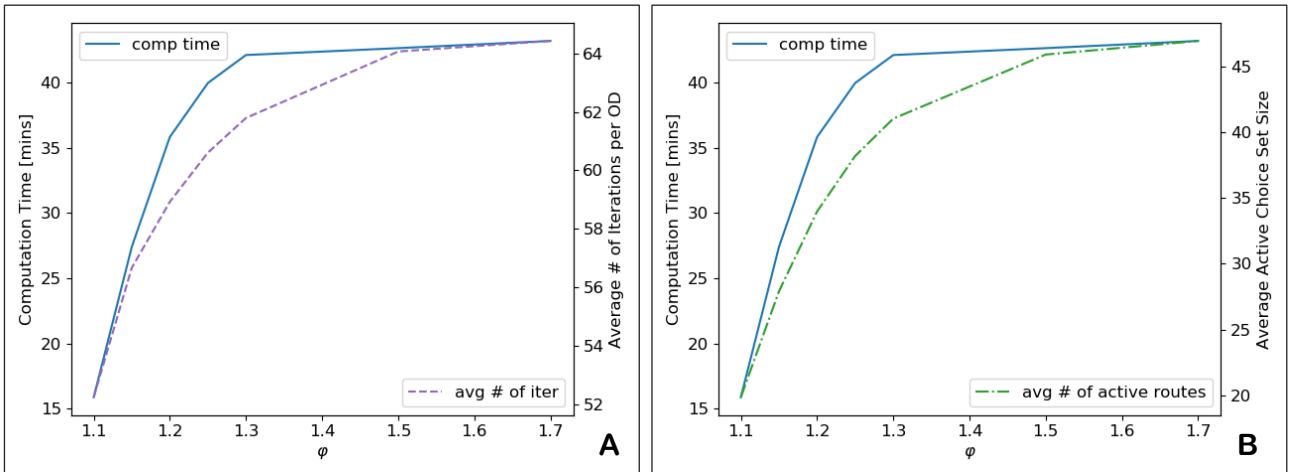 comp time
40
35
30
25
20
15
Computation Time [mins]
64
62
60
58
56
54
52
Average # of Iterations per OD
avg # of iter
1.1 1.2 1.3 1.4 1.5 1.6 1.7
φ
A
comp time
40
35
30
25
20
15
Computation Time [mins]
45
40
35
30
25
20
Average Active Choice Set Size
avg # of active routes
1.1 1.2 1.3 1.4 1.5 1.6 1.7
φ
B